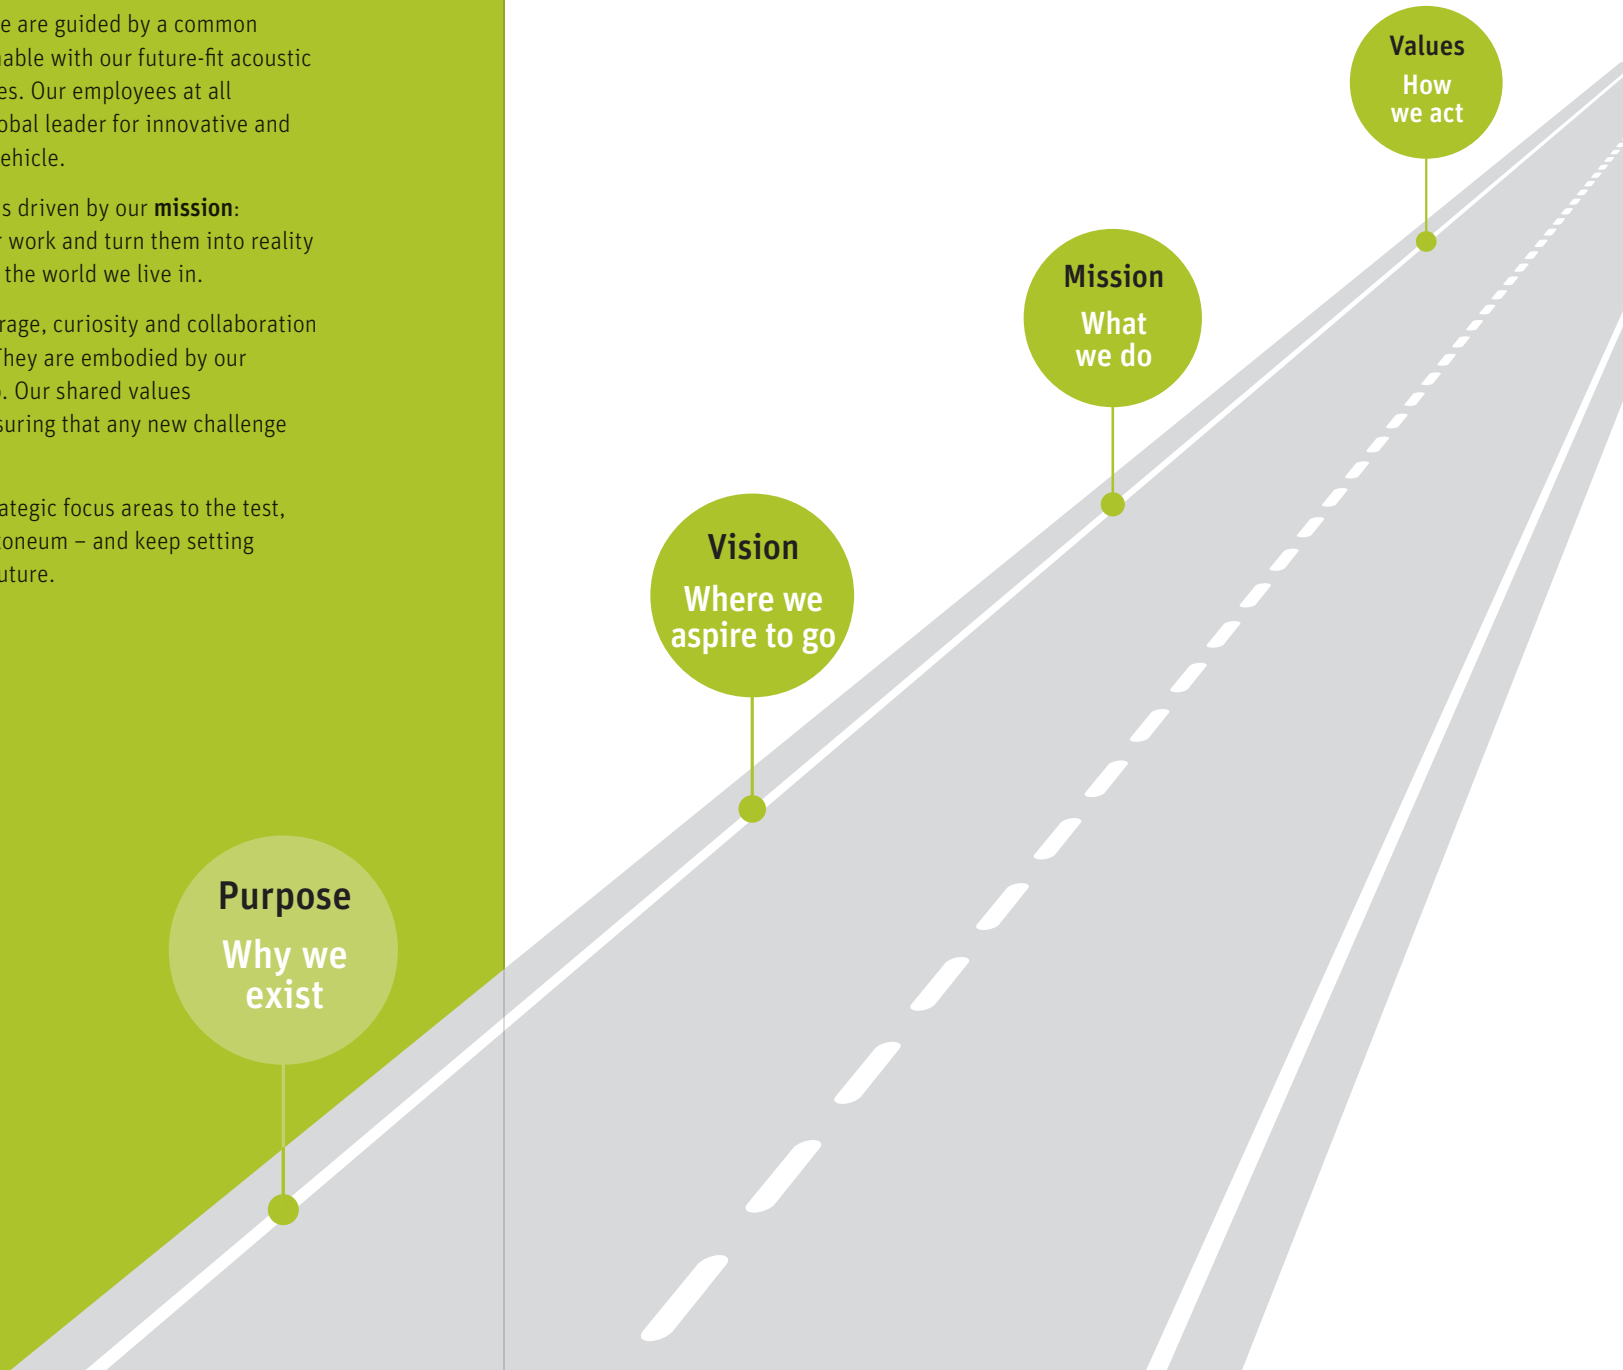 e are guided by a common
able with our future-fit acoustic
es. Our employees at all
obal leader for innovative and
ehicle.
s driven by our mission:
r work and turn them into reality
the world we live in.
rage, curiosity and collaboration
They are embodied by our
. Our shared values
suring that any new challenge
ategic focus areas to the test,
toneum – and keep setting
uture.
Values
How
we act
Mission
What
we do
Vision
Where we
aspire to go
Purpose
Why we
exist